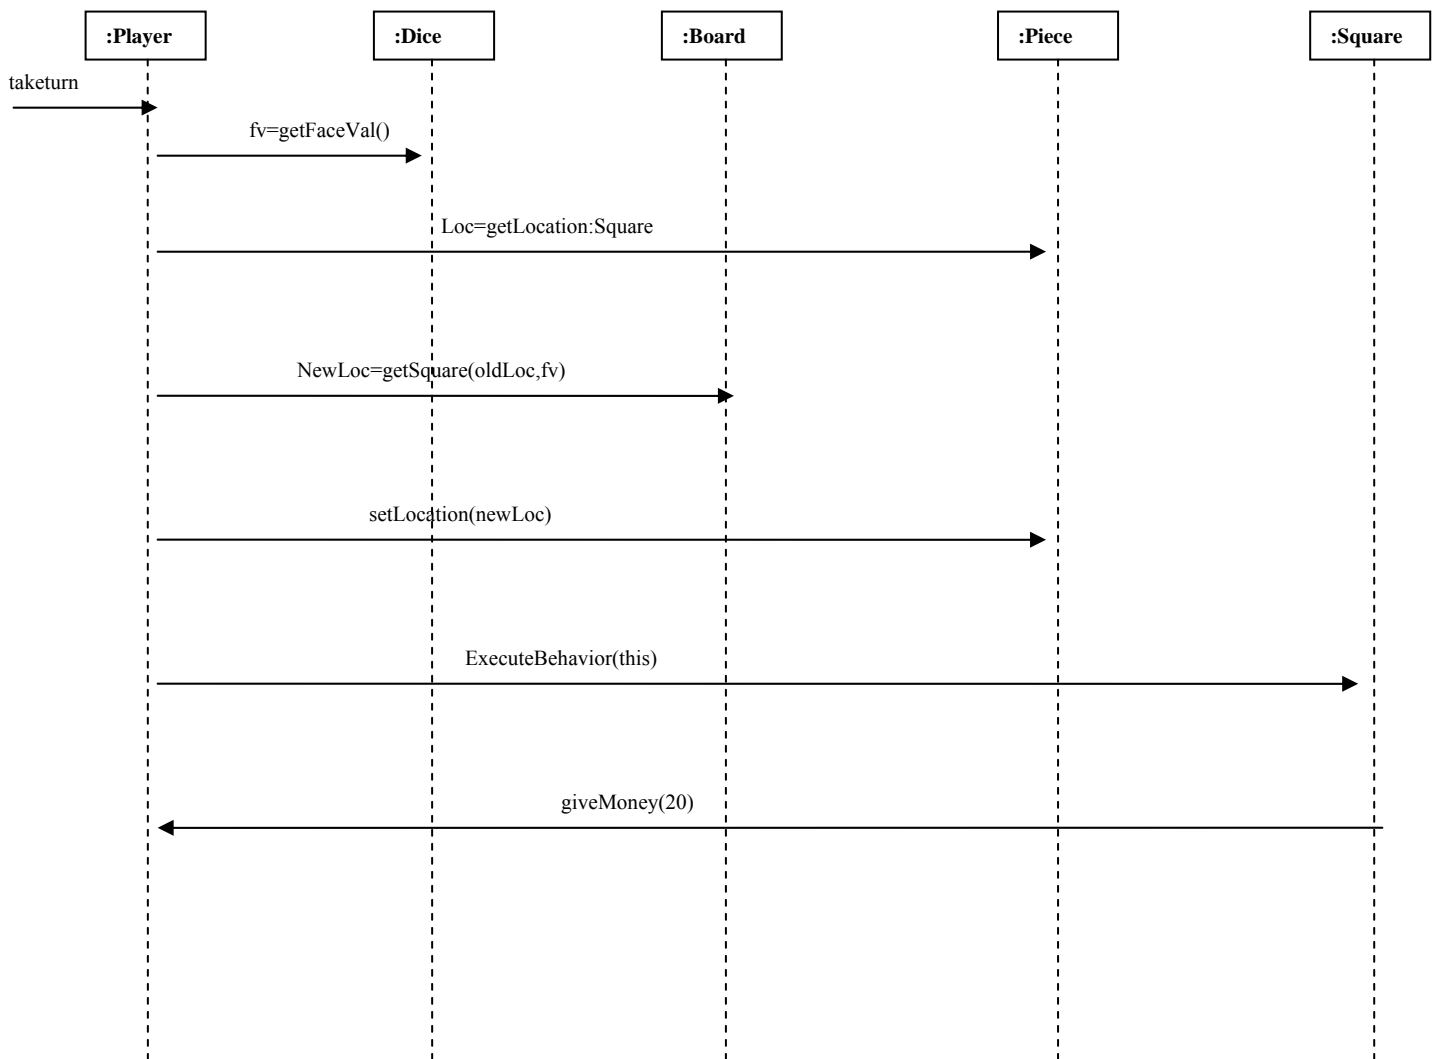 :Player
:Dice
:Board
:Piece
:Square
taketurn
fv=getFaceVal()
Loc=getLocation:Square
NewLoc=getSquare(oldLoc,fv)
setLocation(newLoc)
ExecuteBehavior(this)
giveMoney(20)